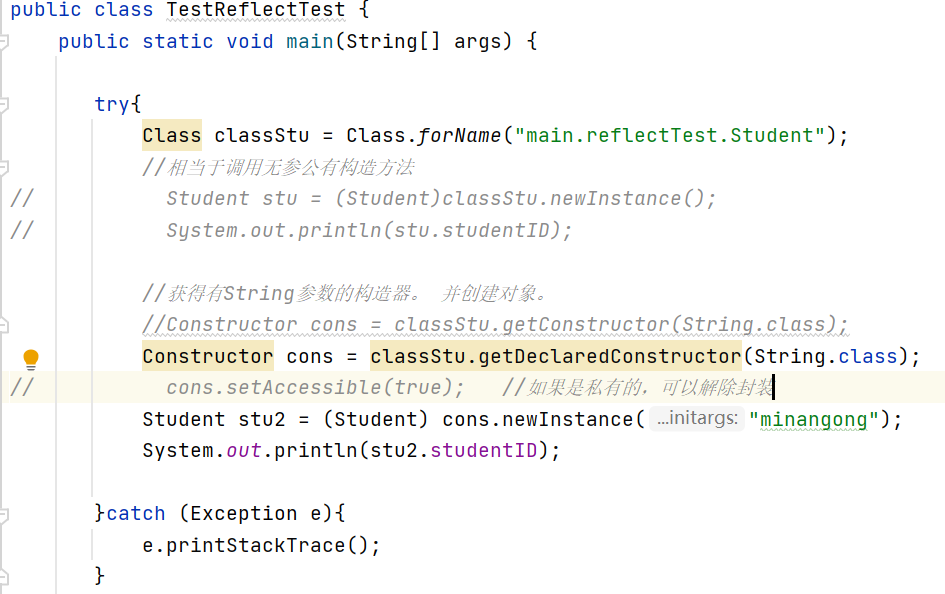 public class TestReflectTest {
public static void main(String[] args) {
try{
Class classStu = Class.forName("main.reflectTest.Student");
//相当于调用无参公有构造方法
// Student stu = (Student)classStu.newInstance();
// System.out.println(stu.studentID);
//获得有String参数的构造器。 并创建对象。
//Constructor cons = classStu.getConstructor(String.class);
Constructor cons = classStu.getDeclaredConstructor(String.class);
// cons.setAccessible(true); //如果是私有的，可以解除封装
Student stu2 = (Student) cons.newInstance( ...initargs: "minangong");
System.out.println(stu2.studentID);
}catch (Exception e){
e.printStackTrace();
}